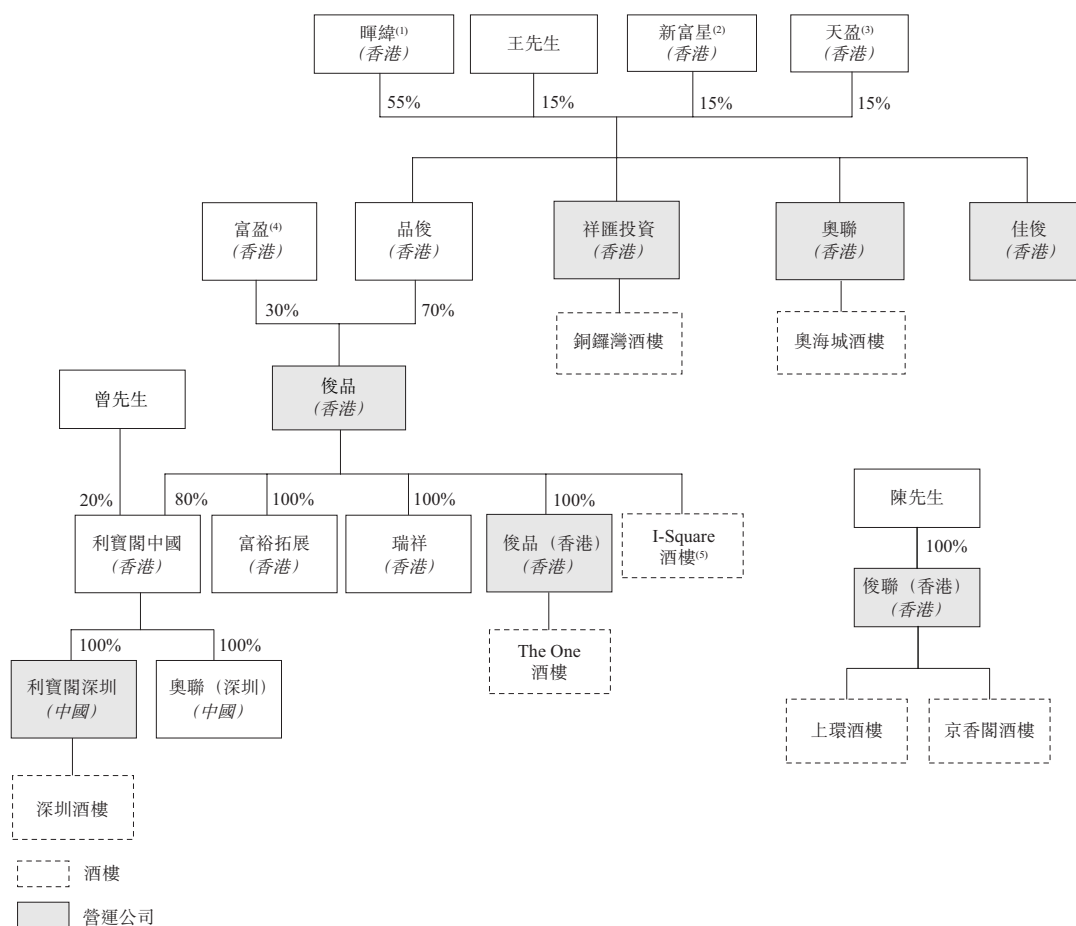 暉緯(1)
(香港)
王先生
新富星(2)
(香港)
天盈(3)
(香港)
55%
15%
15%
15%
富盈(4)
(香港)
品俊
(香港)
祥匯投資
(香港)
奧聯
(香港)
佳俊
(香港)
30%
70%
銅鑼灣酒樓
奧海城酒樓
曾先生
俊品
(香港)
20%
80%
100%
100%
100%
陳先生
利寶閣中國
(香港)
富裕拓展
(香港)
瑞祥
(香港)
俊品（香港）
(香港)
I-Square
酒樓(5)
100%
俊聯（香港）
(香港)
100%
100%
The One
酒樓
利寶閣深圳
(中國)
奧聯（深圳）
(中國)
上環酒樓
京香閣酒樓
深圳酒樓
酒樓
營運公司